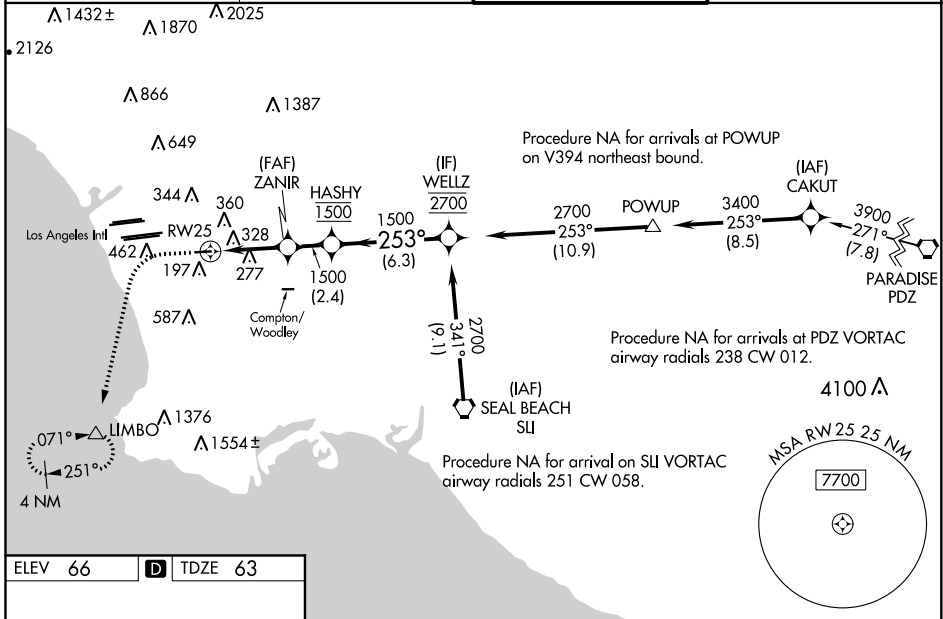 1432±
1870
2025
2126
866
1387
649
Procedure NA for arrivals at POWUP
on V394 northeast bound.
(FAF)
ZANIR
HASHY
1500
(IF)
WELLZ
2700
(IAF)
CAKUT
344
360
Los Angeles Intl
RW25
328
462
197
277
1500
253°
(6.3)
2700
253°
(10.9)
POWUP
3400
253°
(8.5)
3900
271°
(7.8)
PARADISE
PDZ
1500
(2.4)
Compton/
Woodley
587
2700
341°
(9.1)
Procedure NA for arrivals at PDZ VORTAC
airway radials 238 CW 012.
4100
(IAF)
SEAL BEACH
SLI
071°
LIMBO
1376
1554±
251°
4 NM
Procedure NA for arrival on SLI VORTAC
airway radials 251 CW 058.
MSA RW25 25 NM
7700
ELEV 66
D
TDZE 63